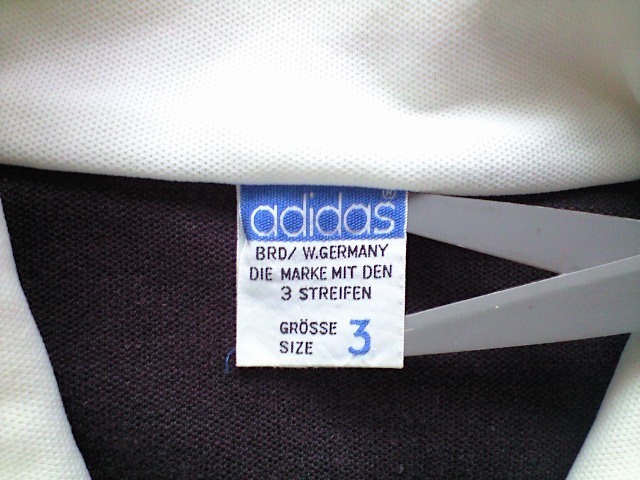 adidas®
BRD/ W.GERMANY
DIE MARKE MIT DEN
3 STREIFEN
GRÖSSE
SIZE 3